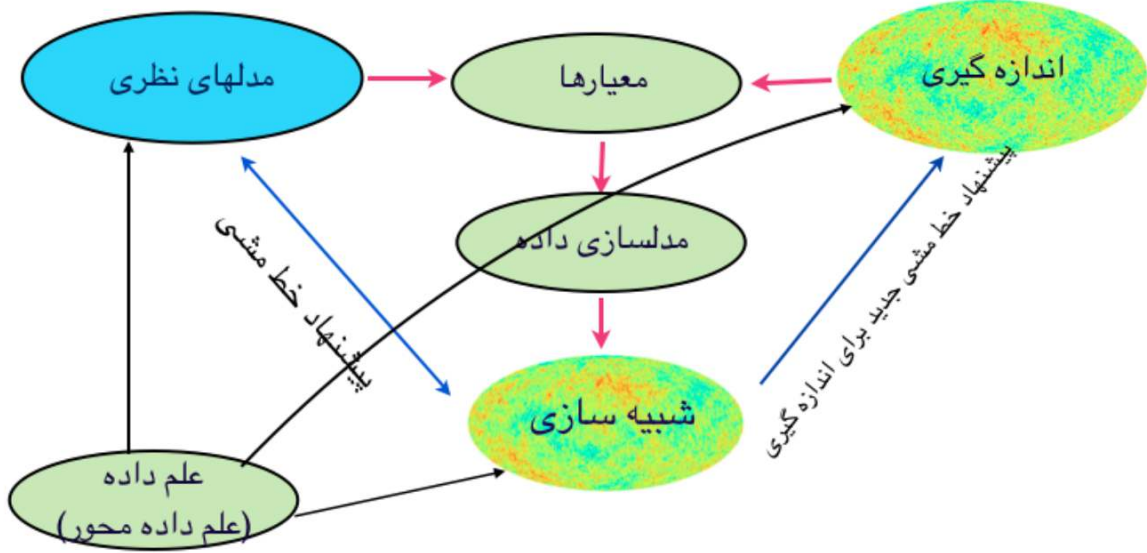 اندازه گیری
معیارها
مدلهای نظری
مدلسازی داده
پیشنهاد خط مشی
پیشنهاد خط مشی جدید برای اندازه گیری
شبیه سازی
علم داده
(علم داده محور)